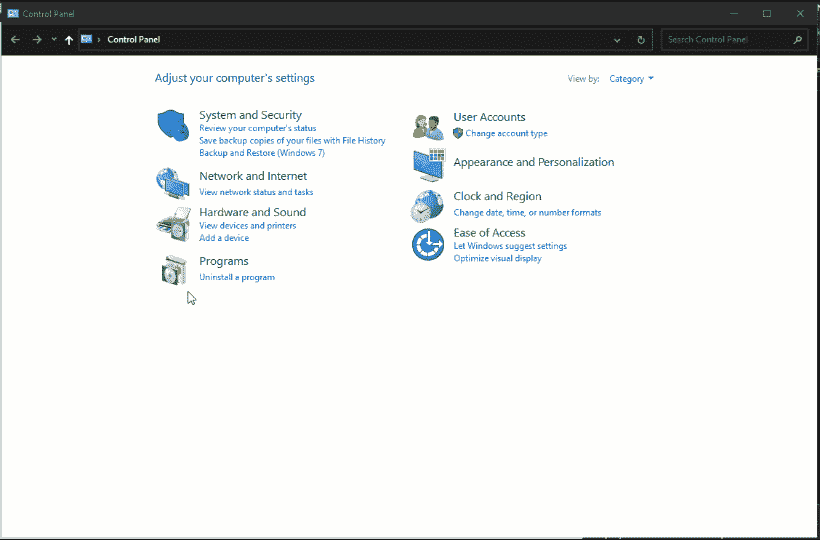 Control Panel
Control Panel
Search Control Panel
Adjust your computer's settings
View by: Category
System and Security
Review your computer's status
Save backup copies of your files with File History
Backup and Restore (Windows 7)
Network and Internet
View network status and tasks
Hardware and Sound
View devices and printers
Add a device
Programs
Uninstall a program
User Accounts
Change account type
Appearance and Personalization
Clock and Region
Change date, time, or number formats
Ease of Access
Let Windows suggest settings
Optimize visual display